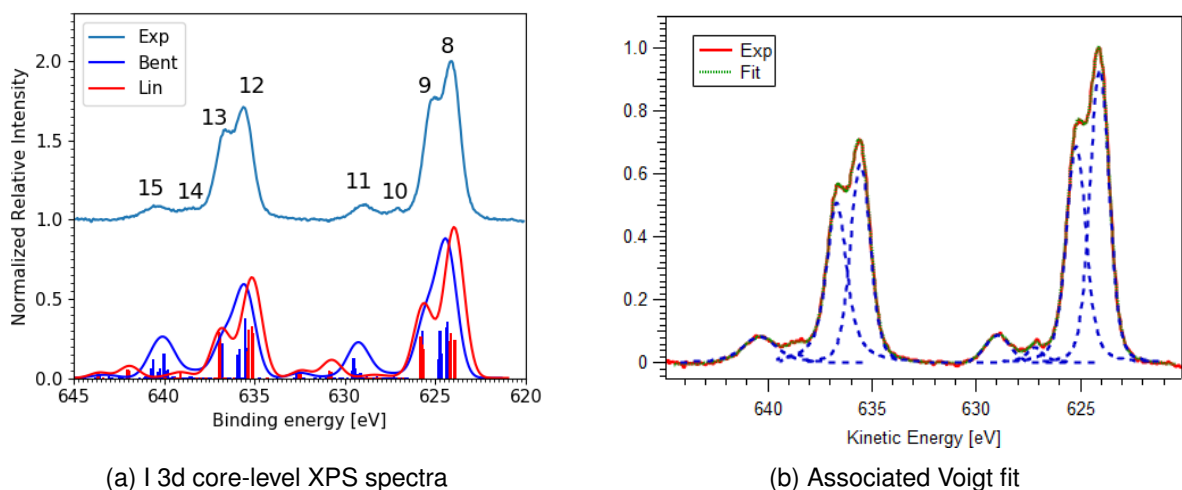 Exp
Bent
Lin
8
9
12
13
15
14
11
10
2.0
1.5
1.0
0.5
0.0
Normalized Relative Intensity
645 640 635 630 625 620
Binding energy [eV]
(a) I 3d core-level XPS spectra
Exp
Fit
1.0
0.8
0.6
0.4
0.2
0
640 635 630 625
Kinetic Energy [eV]
(b) Associated Voigt fit